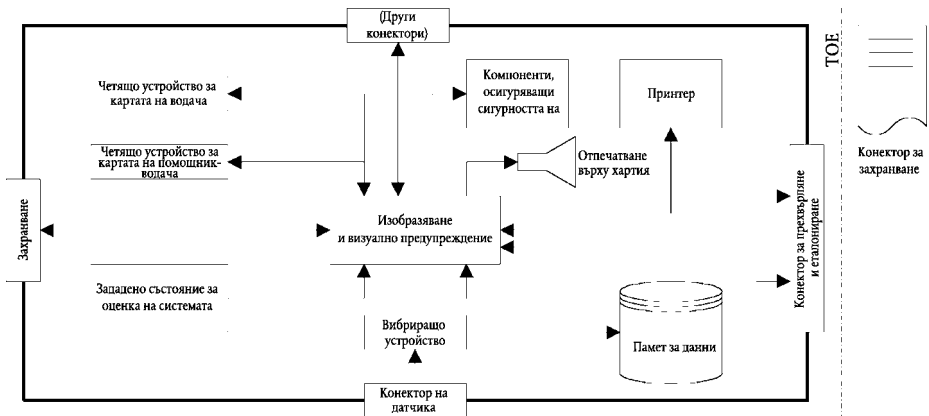 (Други
конектори)
TOE
Четящо устройство за
картата на водача
Компоненти,
осигуряващи
сигурността на
Принтер
Четящо устройство за
картата на помощник-
водача
Отпечатване
върху хартия
Конектор за
захранване
Захранване
Изобразяване
и визуално предупреждение
Конектор за прехвърляне
и еталониране
Зададено състояние за
оценка на системата
Вибриращо
устройство
Памет за данни
Конектор на
датчика